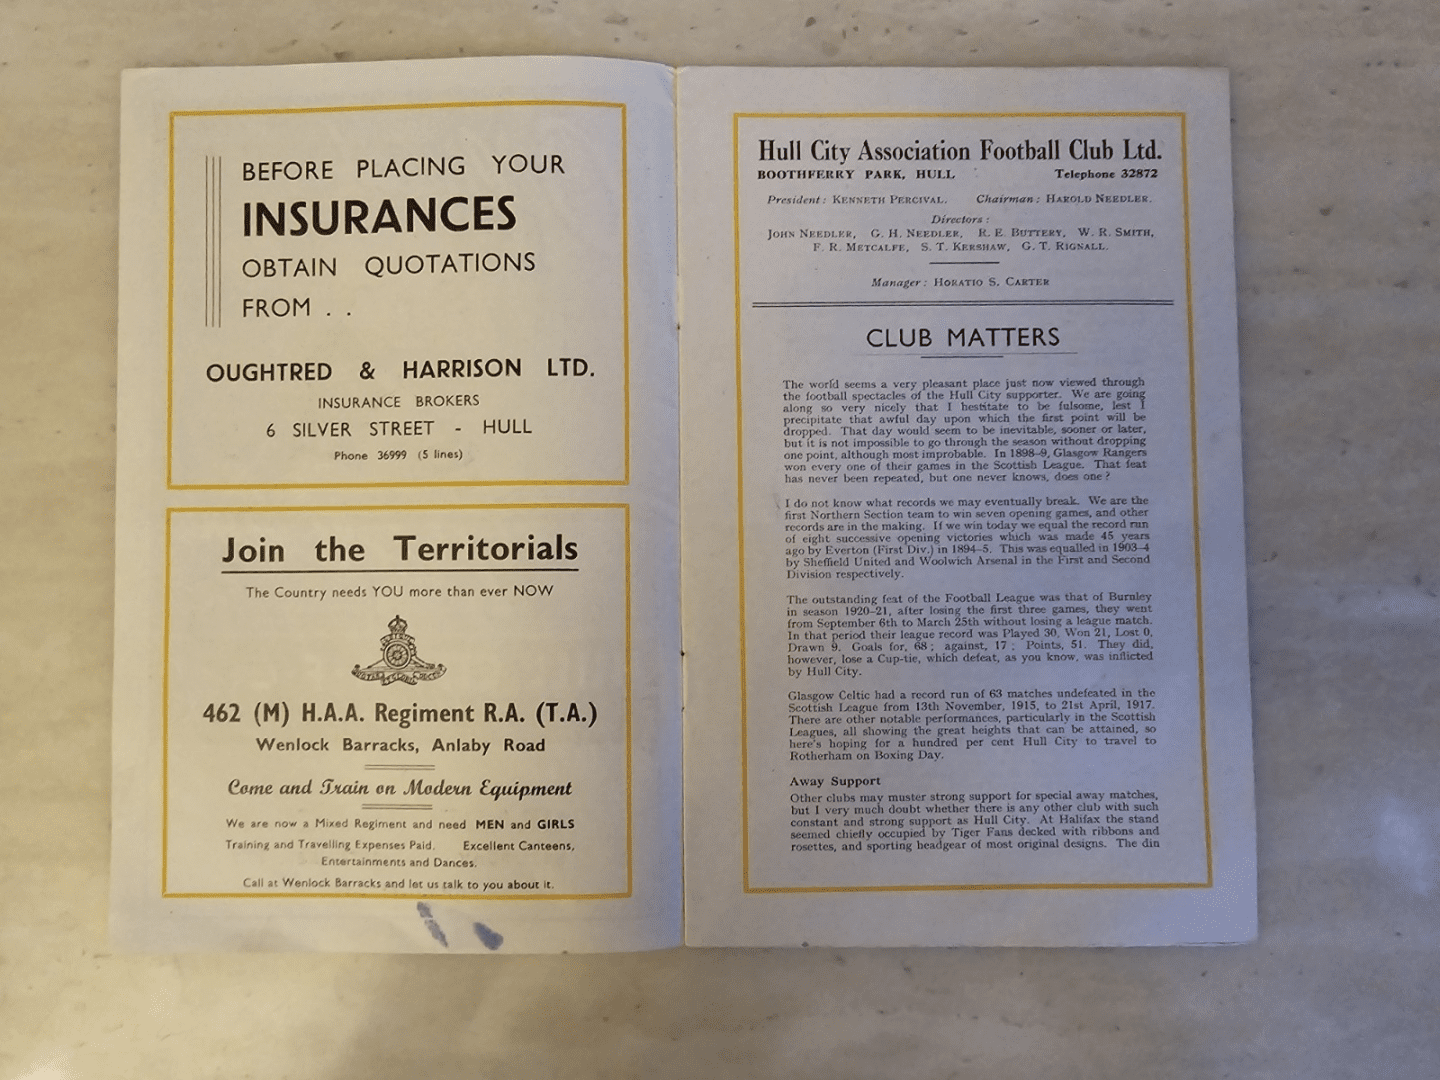 BEFORE PLACING YOUR
INSURANCES
OBTAIN QUOTATIONS
FROM . .
OUGHTRED & HARRISON LTD.
INSURANCE BROKERS
6 SILVER STREET - HULL
Phone 36999 (5 lines)
Join the Territorials
The Country needs YOU more than ever NOW
462 (M) H.A.A. Regiment R.A. (T.A.)
Wenlock Barracks, Anlaby Road
Come and Train on Modern Equipment
We are now a Mixed Regiment and need MEN and GIRLS
Training and Travelling Expenses Paid. Excellent Canteens,
Entertainments and Dances.
Call at Wenlock Barracks and let us talk to you about it.
Hull City Association Football Club Ltd.
BOOTHFERRY PARK, HULL Telephone 32872
President: KENNETH PERCIVAL. Chairman: HAROLD NEEDLER.
Directors:
JOHN NEEDLER, G. H. NEEDLER, R. E. BUTTERY, W. R. SMITH,
F. R. METCALFE, S. T. KERSHAW, G. T. RIGNALL.
Manager: HORATIO S. CARTER
CLUB MATTERS
The world seems a very pleasant place just now viewed through
the football spectacles of the Hull City supporter. We are going
along so very nicely that I hestitate to be fulsome, lest I
precipitate that awful day upon which the first point will be
dropped. That day would seem to be inevitable, sooner or later,
but it is not impossible to go through the season without dropping
one point, although most improbable. In 1898-9, Glasgow Rangers
won every one of their games in the Scottish League. That feat
has never been repeated, but one never knows, does one?
I do not know what records we may eventually break. We are the
first Northern Section team to win seven opening games, and other
records are in the making. If we win today we equal the record run
of eight successive opening victories which was made 45 years
ago by Everton (First Div.) in 1894-5. This was equalled in 1903-4
by Sheffield United and Woolwich Arsenal in the First and Second
Division respectively.
The outstanding feat of the Football League was that of Burnley
in season 1920-21, after losing the first three games, they went
from September 6th to March 25th without losing a league match.
In that period their league record was Played 30, Won 21, Lost 0,
Drawn 9. Goals for, 68; against, 17; Points, 51. They did,
however, lose a Cup-tie, which defeat, as you know, was inflicted
by Hull City.
Glasgow Celtic had a record run of 63 matches undefeated in the
Scottish League from 13th November, 1915, to 21st April, 1917.
There are other notable performances, particularly in the Scottish
Leagues, all showing the great heights that can be attained, so
here's hoping for a hundred per cent Hull City to travel to
Rotherham on Boxing Day.
Away Support
Other clubs may muster strong support for special away matches,
but I very much doubt whether there is any other club with such
constant and strong support as Hull City. At Halifax the stand
seemed chiefly occupied by Tiger Fans decked with ribbons and
rosettes, and sporting headgear of most original designs. The din